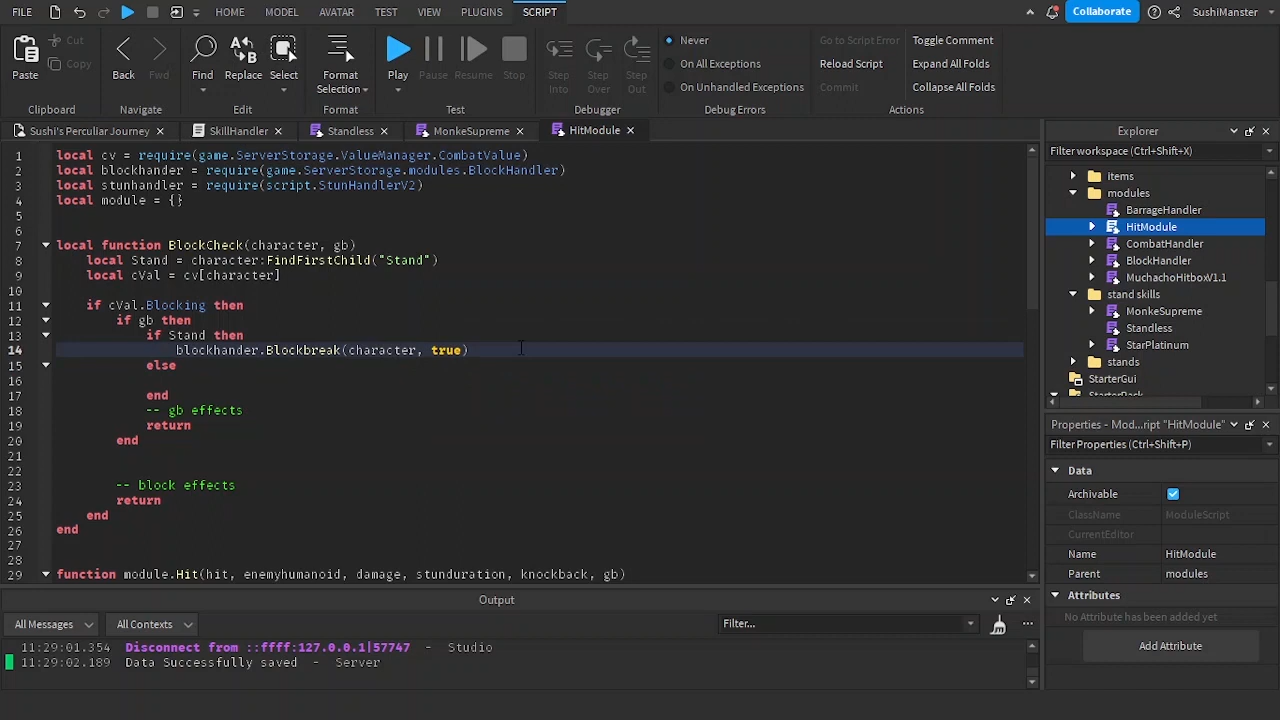 FILE HOME MODEL AVATAR TEST VIEW PLUGINS SCRIPT Collaborate SushiManster
Paste Cut Copy Back Fwd Find Replace Select Format Selection Play Pause Resume Stop Step Into Step Over Step Out
Never Go to Script Error Toggle Comment
On All Exceptions Reload Script Expand All Folds
On Unhandled Exceptions Commit Collapse All Folds
Clipboard Navigate Edit Format Test Debugger Debug Errors Actions
Sushi's Perculiar Journey SkillHandler Standless MonkeSupreme HitModule
1 local cv = require(game.ServerStorage.ValueManager.CombatValue)
2 local blockhander = require(game.ServerStorage.modules.BlockHandler)
3 local stunhandler = require(script.StunHandlerV2)
4 local module = {}
5
6
7 local function BlockCheck(character, gb)
8 local Stand = character:FindFirstChild("Stand")
9 local cVal = cv[character]
10
11 if cVal.Blocking then
12 if gb then
13 if Stand then
14 blockhander.Blockbreak(character, true)
15 else
16
17 end
18 -- gb effects
19 return
20 end
21
22
23 -- block effects
24 return
25 end
26 end
27
28
29 function module.Hit(hit, enemyhumanoid, damage, stunduration, knockback, gb)
Explorer
Filter workspace (Ctrl+Shift+X)
items
modules
BarrageHandler
HitModule
CombatHandler
BlockHandler
MuchachoHitboxV1.1
stand skills
MonkeSupreme
Standless
StarPlatinum
stands
StarterGui
StarterPack
Properties - Mod...ript "HitModule"
Filter Properties (Ctrl+Shift+P)
Data
Archivable
ClassName ModuleScript
CurrentEditor
Name HitModule
Parent modules
Attributes
No Attribute has been added yet
Add Attribute
Output
All Messages All Contexts Filter...
11:29:01.354 Disconnect from ::ffff:127.0.0.1|57747 - Studio
11:29:02.189 Data Successfully saved - Server